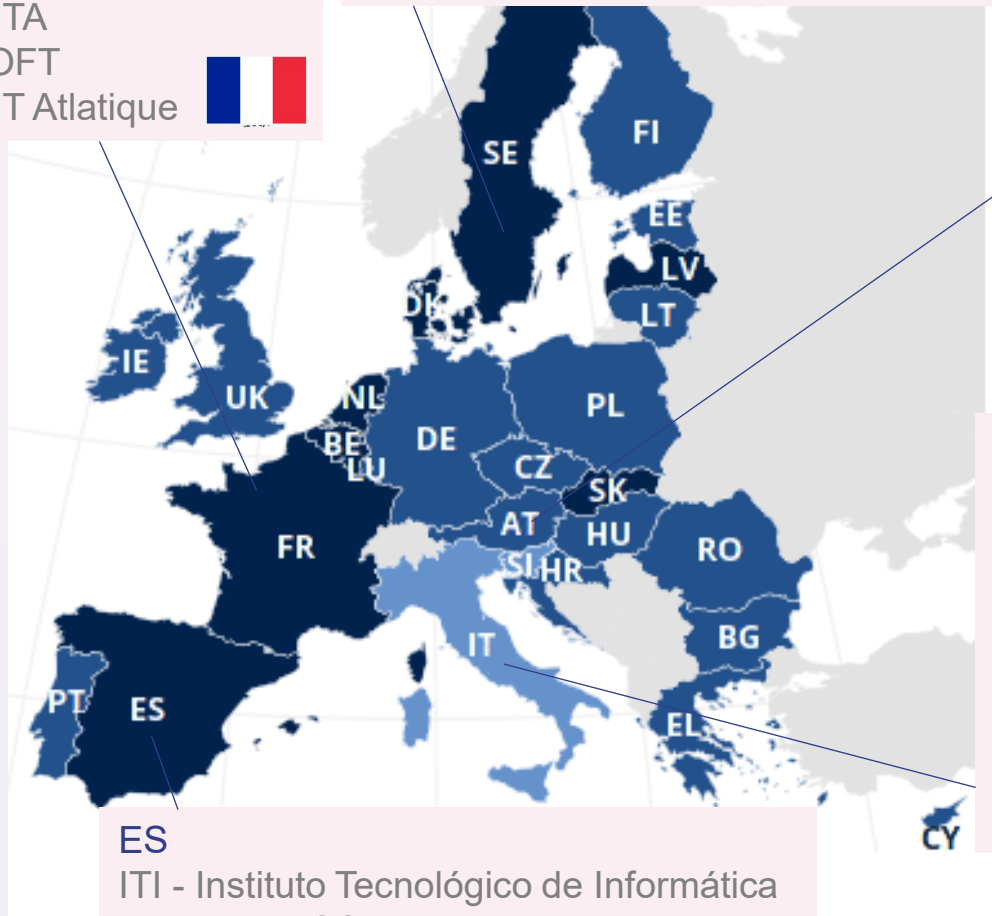 TA
OFT
T Atlatique
SE
FI
EE
LV
LT
DK
IE
UK
NL
BE
LU
DE
PL
CZ
SK
AT
HU
RO
FR
SI
HR
IT
BG
PT
ES
EL
CY
ES
ITI - Instituto Tecnológico de Informática